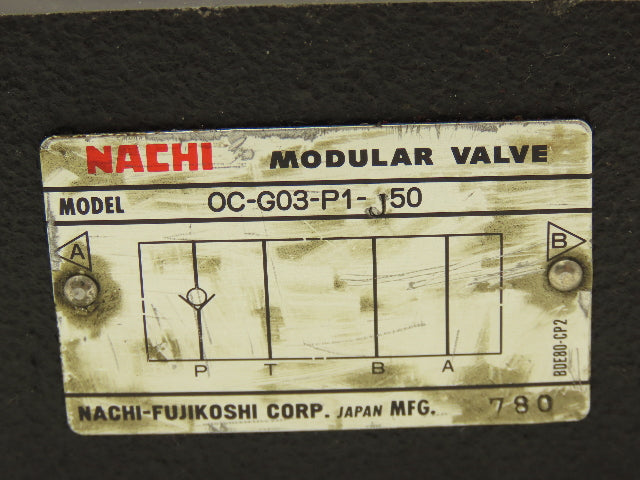 NACHI MODULAR VALVE
MODEL OC-G03-P1-J50
A B
P T B A
BDE80-CP2
NACHI-FUJIKOSHI CORP. JAPAN MFG. 780